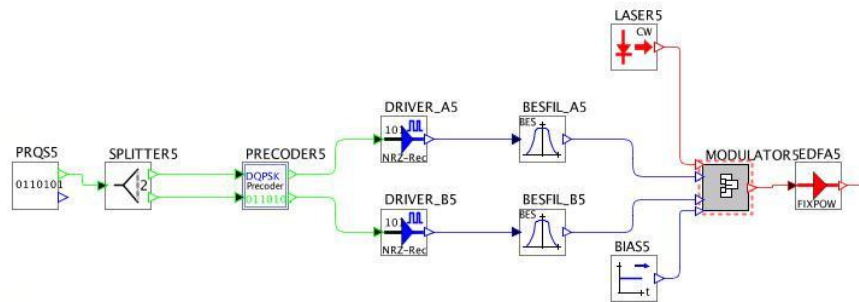 LASER5
CW
DRIVER_A5
BESFIL_A5
101
NRZ-Rec
BES
PRQS5
SPLITTER5
PRECODER5
MODULATOR5
EDFA5
0110101
2
DQPSK
Precoder
011010
FIXPOW
DRIVER_B5
BESFIL_B5
101
NRZ-Rec
BES
BIAS5
t